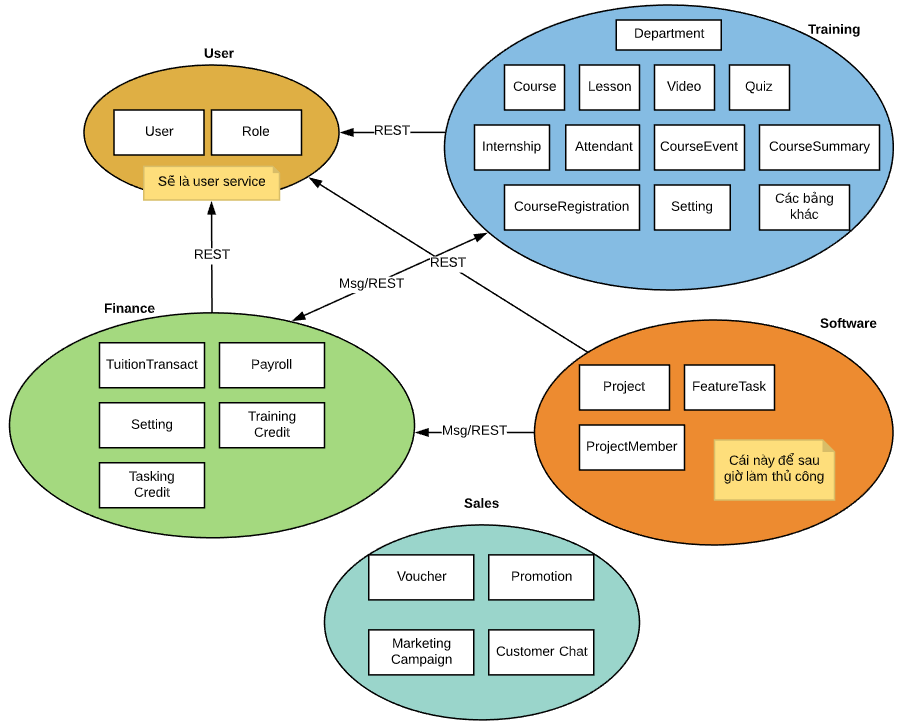 User
User
Role
Sẽ là user service
Training
Department
Course
Lesson
Video
Quiz
Internship
Attendant
CourseEvent
CourseSummary
CourseRegistration
Setting
Các bảng
khác
REST
REST
REST
Msg/REST
Finance
TuitionTransact
Payroll
Setting
Training
Credit
Tasking
Credit
Msg/REST
Software
Project
FeatureTask
ProjectMember
Cái này để sau
giờ làm thủ công
Sales
Voucher
Promotion
Marketing
Campaign
Customer Chat